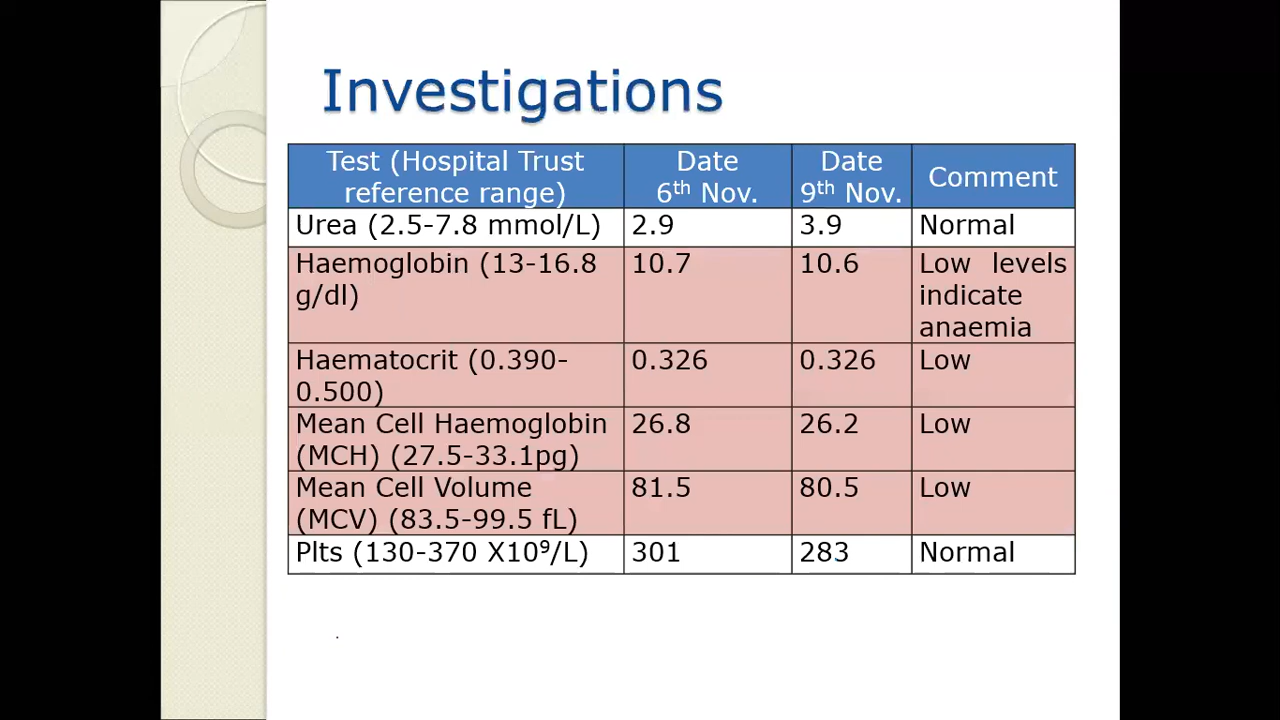 Investigations
Test (Hospital Trust reference range) Date 6th Nov. Date 9th Nov. Comment
Urea (2.5-7.8 mmol/L) 2.9 3.9 Normal
Haemoglobin (13-16.8 g/dl) 10.7 10.6 Low levels indicate anaemia
Haematocrit (0.390-0.500) 0.326 0.326 Low
Mean Cell Haemoglobin (MCH) (27.5-33.1pg) 26.8 26.2 Low
Mean Cell Volume (MCV) (83.5-99.5 fL) 81.5 80.5 Low
Plts (130-370 X10⁹/L) 301 283 Normal
.